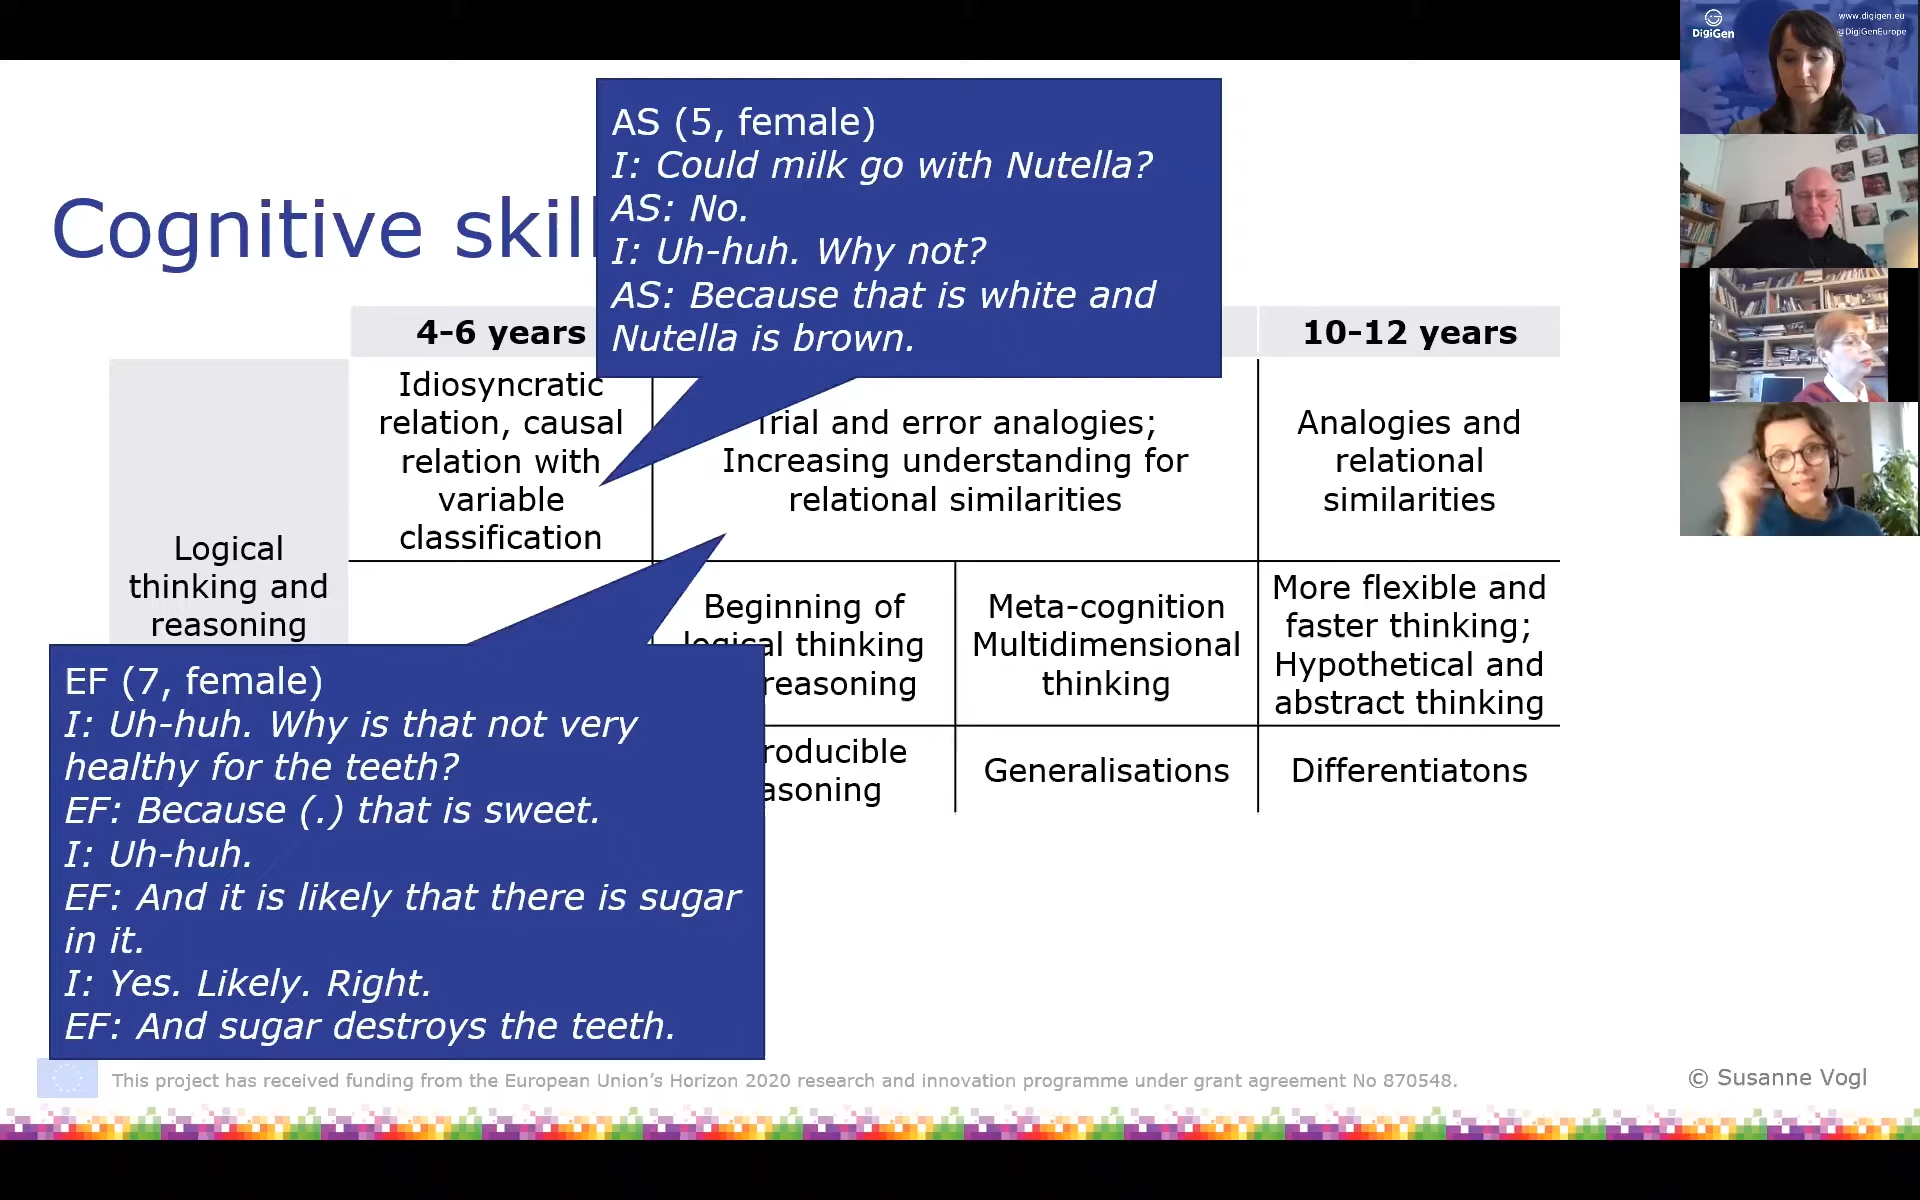 DigiGen
www.digigen.eu
@DigiGenEurope
AS (5, female)
I: Could milk go with Nutella?
AS: No.
I: Uh-huh. Why not?
AS: Because that is white and
Nutella is brown.
Cognitive skill
4-6 years
10-12 years
Logical
thinking and
reasoning
Idiosyncratic
relation, causal
relation with
variable
classification
Trial and error analogies;
Increasing understanding for
relational similarities
Analogies and
relational
similarities
Beginning of
logical thinking
reasoning
Meta-cognition
Multidimensional
thinking
More flexible and
faster thinking;
Hypothetical and
abstract thinking
roducible
asoning
Generalisations
Differentiatons
EF (7, female)
I: Uh-huh. Why is that not very
healthy for the teeth?
EF: Because (.) that is sweet.
I: Uh-huh.
EF: And it is likely that there is sugar
in it.
I: Yes. Likely. Right.
EF: And sugar destroys the teeth.
This project has received funding from the European Union’s Horizon 2020 research and innovation programme under grant agreement No 870548.
© Susanne Vogl